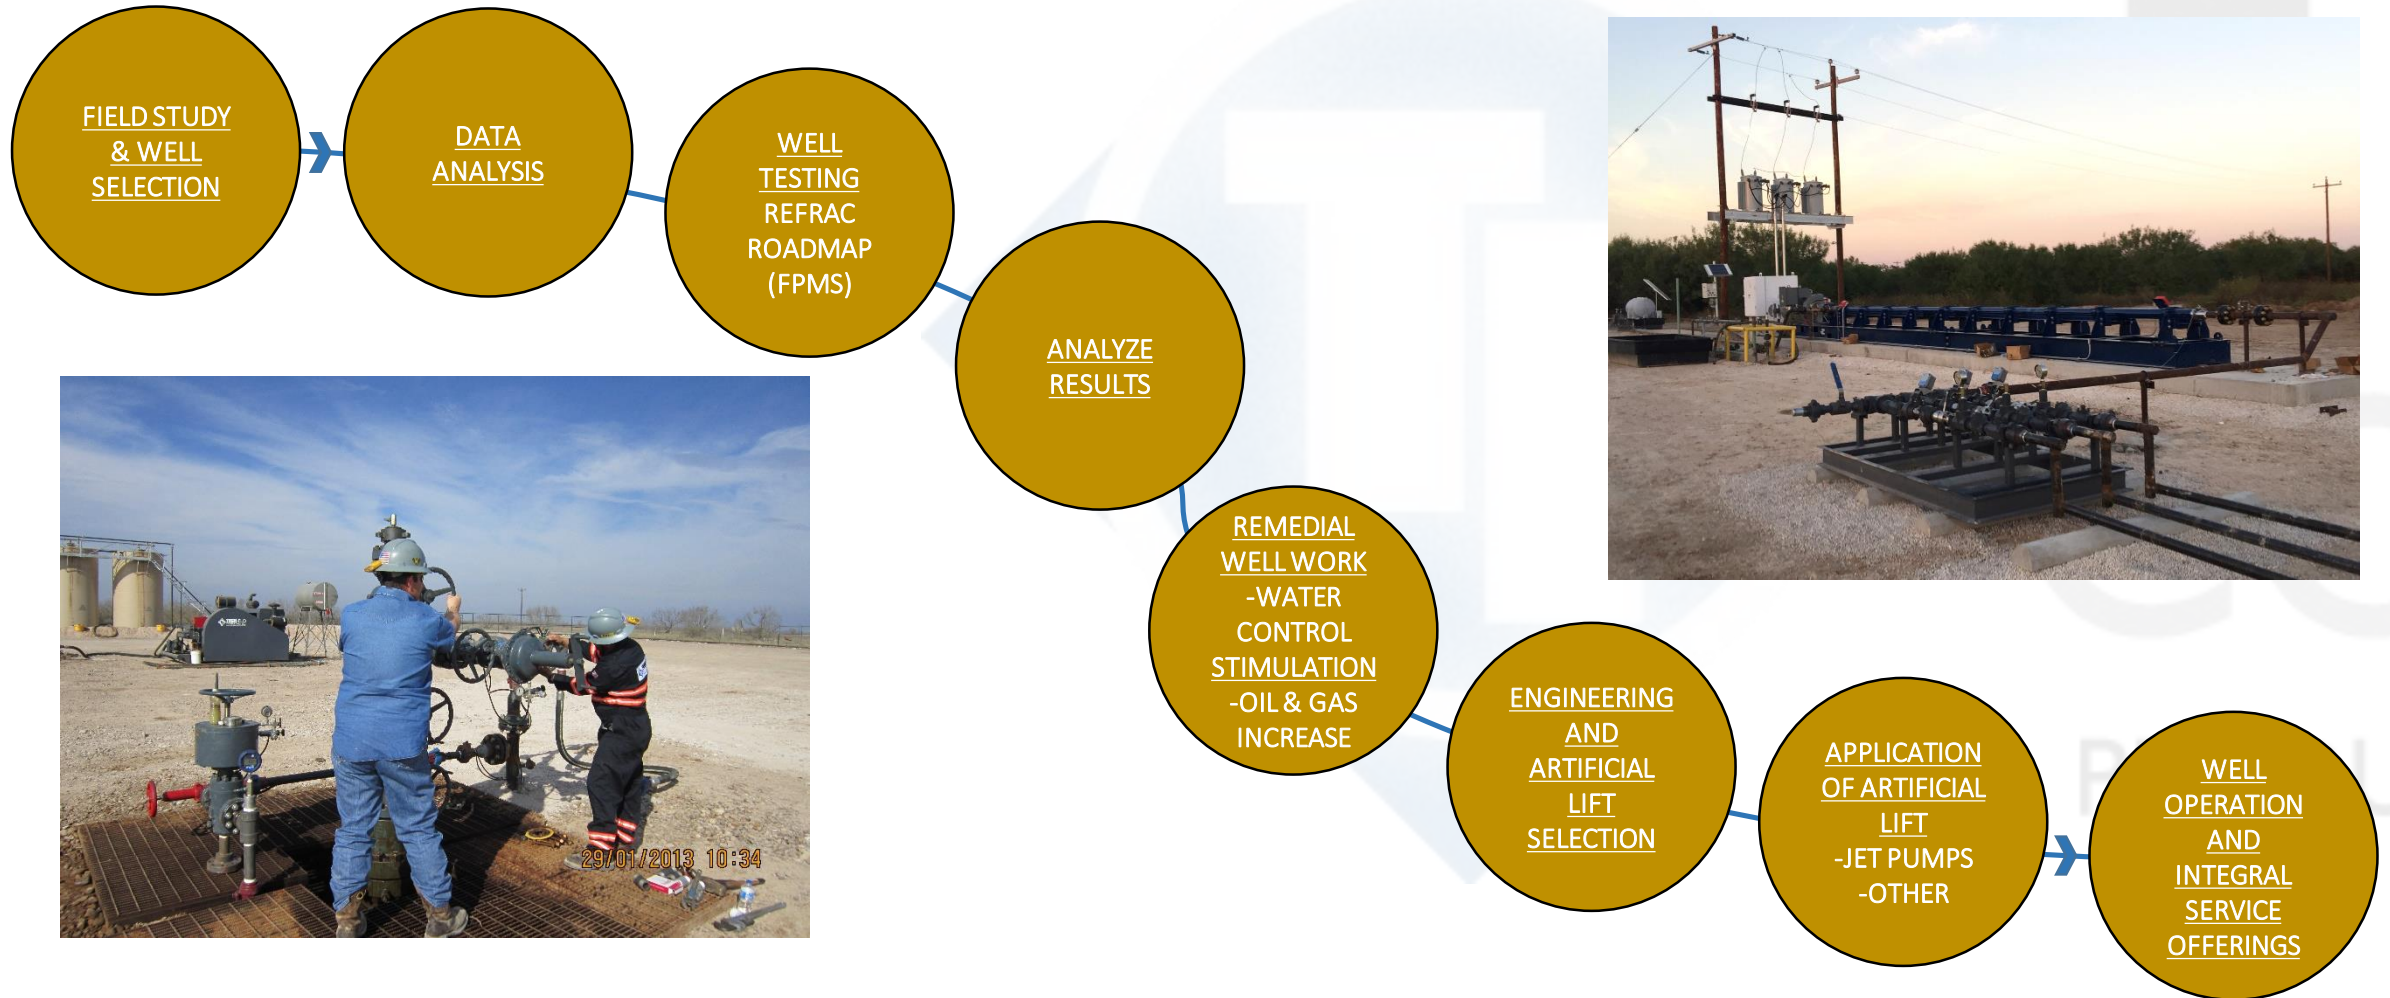 FIELD STUDY
& WELL
SELECTION
DATA
ANALYSIS
WELL
TESTING
REFRAC
ROADMAP
(FPMS)
ANALYZE
RESULTS
REMEDIAL
WELL WORK
-WATER
CONTROL
STIMULATION
-OIL & GAS
INCREASE
ENGINEERING
AND
ARTIFICIAL
LIFT
SELECTION
APPLICATION
OF ARTIFICIAL
LIFT
-JET PUMPS
-OTHER
WELL
OPERATION
AND
INTEGRAL
SERVICE
OFFERINGS
29/01/2013 10:34